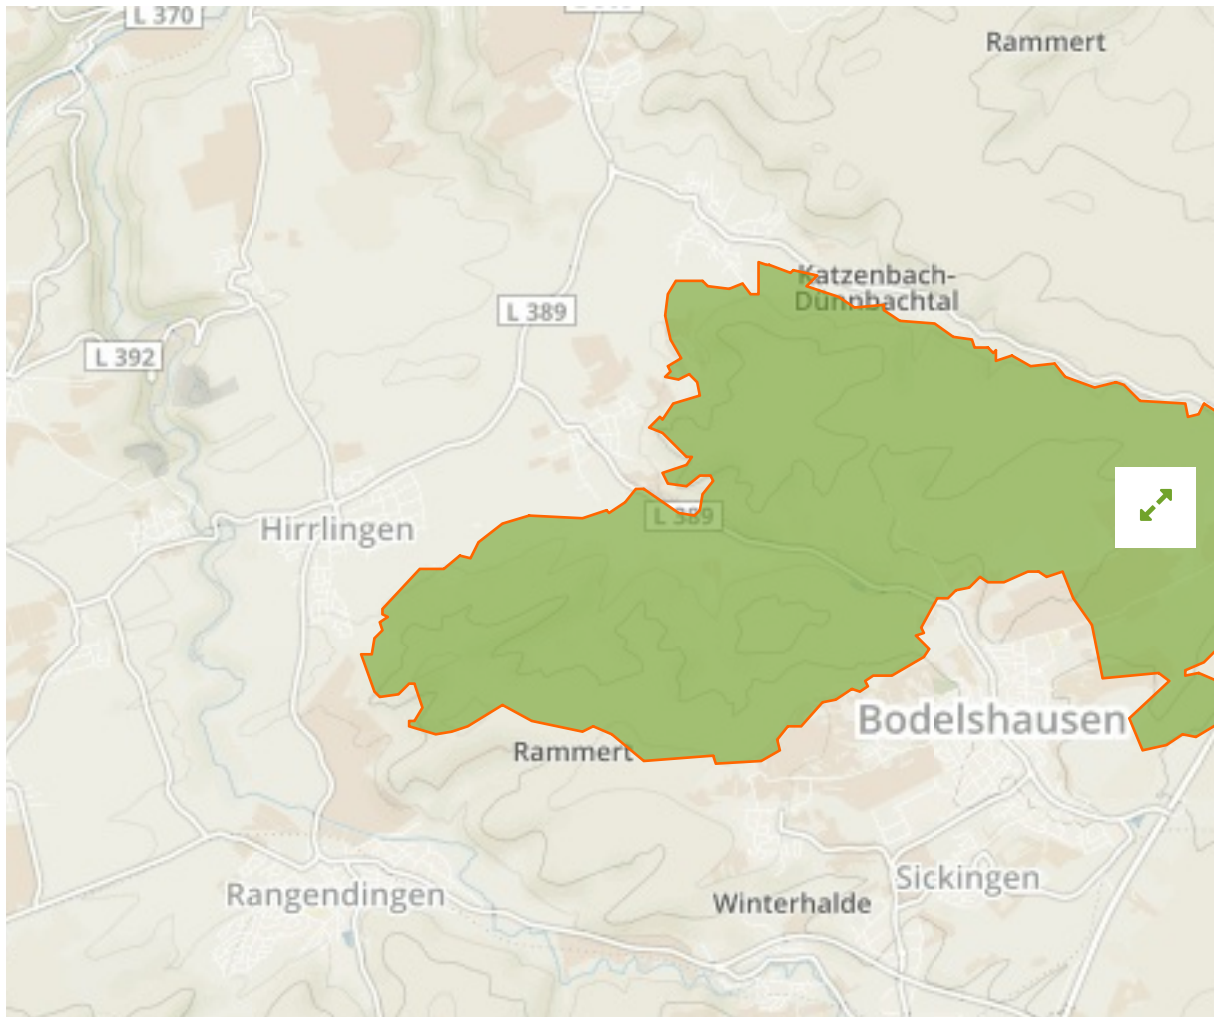 L 370
Rammert
Katzenbach-
Dünnbachtal
L 389
L 392
L 389
Hirrlingen
Bodelshausen
Rammert
Sickingen
Rangendingen
Winterhalde